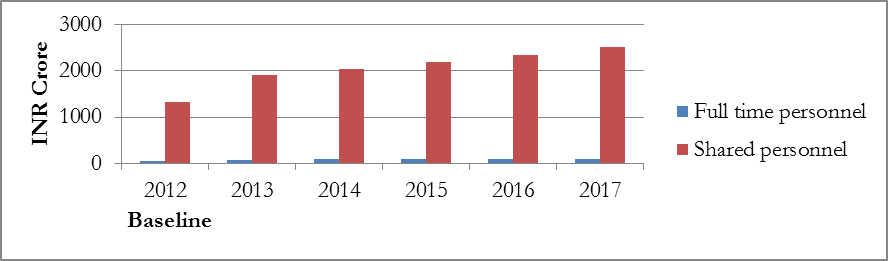 3000
2000
1000
0
INR Crore
2012
2013
2014
2015
2016
2017
Baseline
Full time personnel
Shared personnel